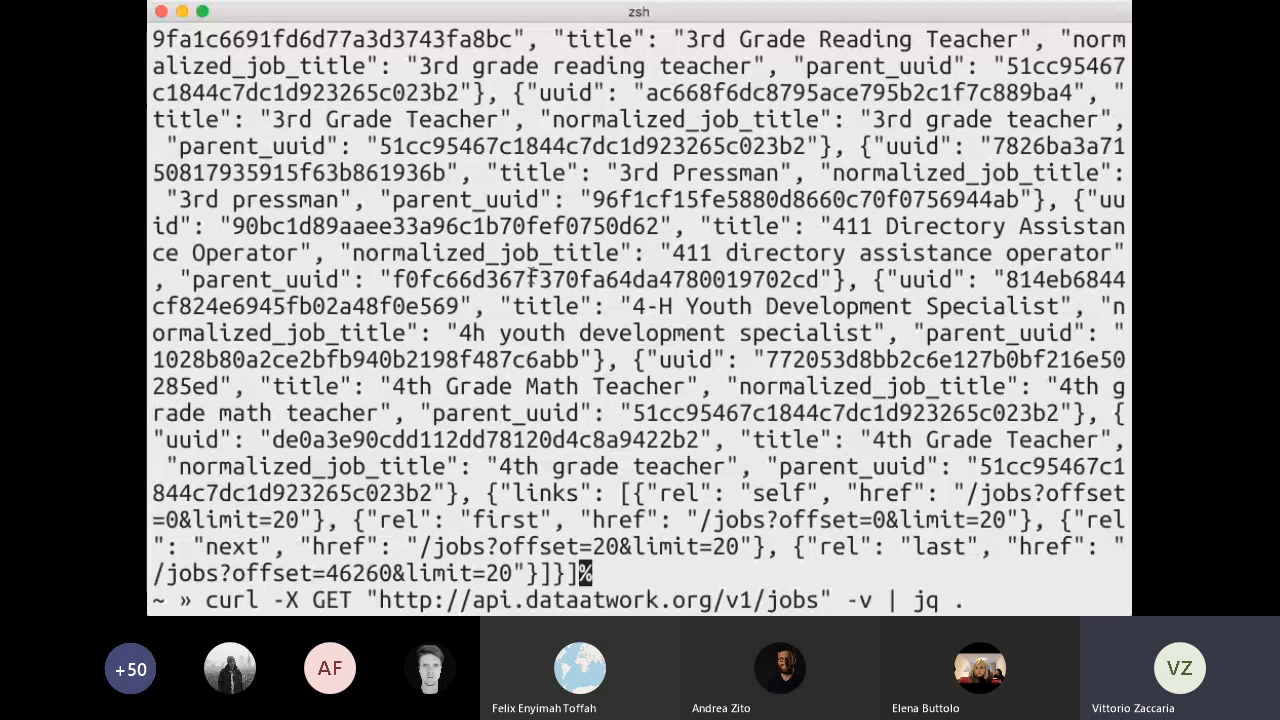 zsh
9fa1c6691fd6d77a3d3743fa8bc", "title": "3rd Grade Reading Teacher", "norm
alized_job_title": "3rd grade reading teacher", "parent_uuid": "51cc95467
c1844c7dc1d923265c023b2"}, {"uuid": "ac668f6dc8795ace795b2c1f7c889ba4", "
title": "3rd Grade Teacher", "normalized_job_title": "3rd grade teacher",
"parent_uuid": "51cc95467c1844c7dc1d923265c023b2"}, {"uuid": "7826ba3a71
50817935915f63b861936b", "title": "3rd Pressman", "normalized_job_title":
"3rd pressman", "parent_uuid": "96f1cf15fe5880d8660c70f0756944ab"}, {"uu
id": "90bc1d89aaee33a96c1b70fef0750d62", "title": "411 Directory Assistan
ce Operator", "normalized_job_title": "411 directory assistance operator"
, "parent_uuid": "f0fc66d367f370fa64da4780019702cd"}, {"uuid": "814eb6844
cf824e6945fb02a48f0e569", "title": "4-H Youth Development Specialist", "n
ormalized_job_title": "4h youth development specialist", "parent_uuid": "
1028b80a2ce2bfb940b2198f487c6abb"}, {"uuid": "772053d8bb2c6e127b0bf216e50
285ed", "title": "4th Grade Math Teacher", "normalized_job_title": "4th g
rade math teacher", "parent_uuid": "51cc95467c1844c7dc1d923265c023b2"}, {
"uuid": "de0a3e90cdd112dd78120d4c8a9422b2", "title": "4th Grade Teacher",
"normalized_job_title": "4th grade teacher", "parent_uuid": "51cc95467c1
844c7dc1d923265c023b2"}, {"links": [{"rel": "self", "href": "/jobs?offset
=0&limit=20"}, {"rel": "first", "href": "/jobs?offset=0&limit=20"}, {"rel
": "next", "href": "/jobs?offset=20&limit=20"}, {"rel": "last", "href": "
/jobs?offset=46260&limit=20"}]}]%
~ » curl -X GET "http://api.dataatwork.org/v1/jobs" -v | jq .
+50
AF
VZ
Felix Enyimah Toffah
Andrea Zito
Elena Buttolo
Vittorio Zaccaria